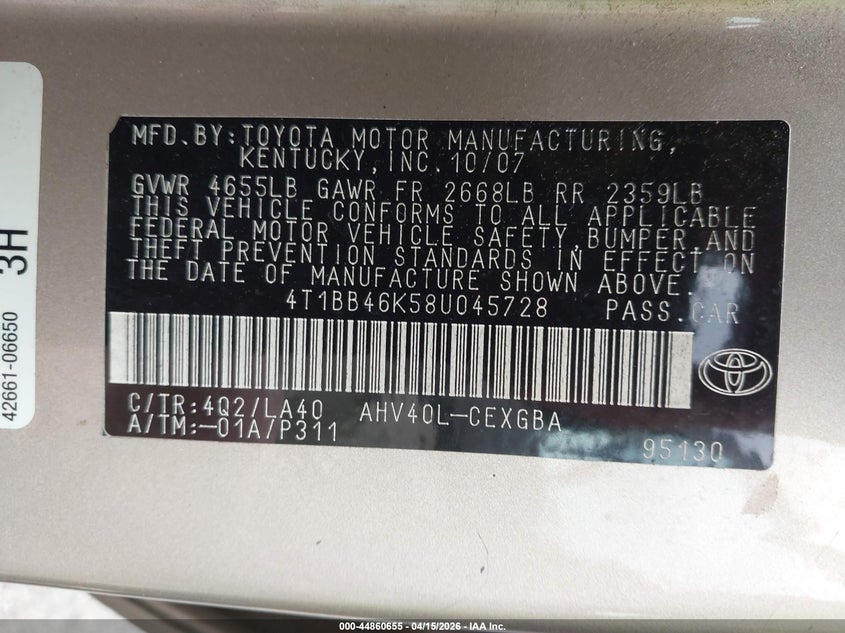 MFD. BY: TOYOTA MOTOR MANUFACTURING,
KENTUCKY, INC. 10/07
GVWR 4655LB GAWR FR 2668LB RR 2359LB
THIS VEHICLE CONFORMS TO ALL APPLICABLE
FEDERAL MOTOR VEHICLE SAFETY, BUMPER, AND
THEFT PREVENTION STANDARDS IN EFFECT ON
THE DATE OF MANUFACTURE SHOWN ABOVE.
4T1BB46K58U045728 PASS. CAR
C/TR: 4Q2/LA40 AHV40L-CEXGBA
A/TM: -01A/P311 95130
42661-06650 3H
000-44860655 - 04/15/2026 - IAA Inc.